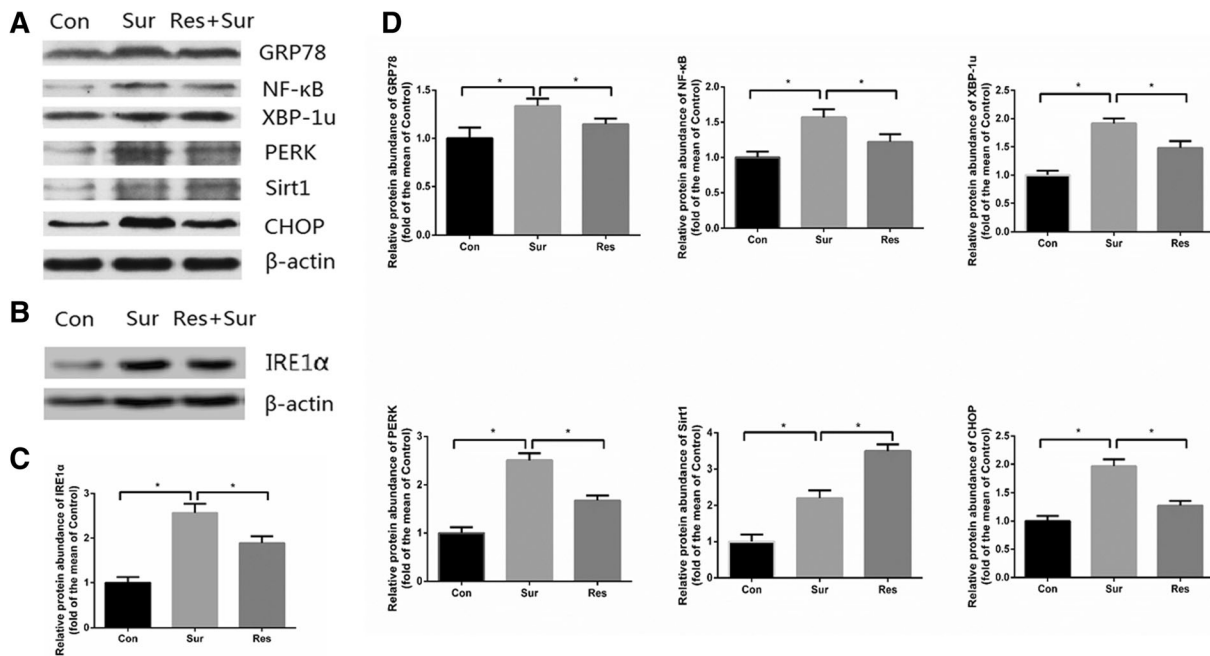 A
Con Sur Res+Sur
GRP78
NF-κB
XBP-1u
PERK
Sirt1
CHOP
β-actin
B
Con Sur Res+Sur
IRE1α
β-actin
C
Relative protein abundance of IRE1α
(fold of the mean of Control)
3
2
1
0
*
*
Con Sur Res
D
Relative protein abundance of GRP78
(fold of the mean of Control)
1.5
1.0
0.5
0.0
*
*
Con Sur Res
Relative protein abundance of NF-κB
(fold of the mean of Control)
2.0
1.5
1.0
0.5
0.0
*
*
Con Sur Res
Relative protein abundance of XBP-1u
(fold of the mean of Control)
2.5
2.0
1.5
1.0
0.5
0.0
*
*
Con Sur Res
Relative protein abundance of PERK
(fold of the mean of Control)
3
2
1
0
*
*
Con Sur Res
Relative protein abundance of Sirt1
(fold of the mean of Control)
4
3
2
1
0
*
*
Con Sur Res
Relative protein abundance of CHOP
(fold of the mean of Control)
2.5
2.0
1.5
1.0
0.5
0.0
*
*
Con Sur Res